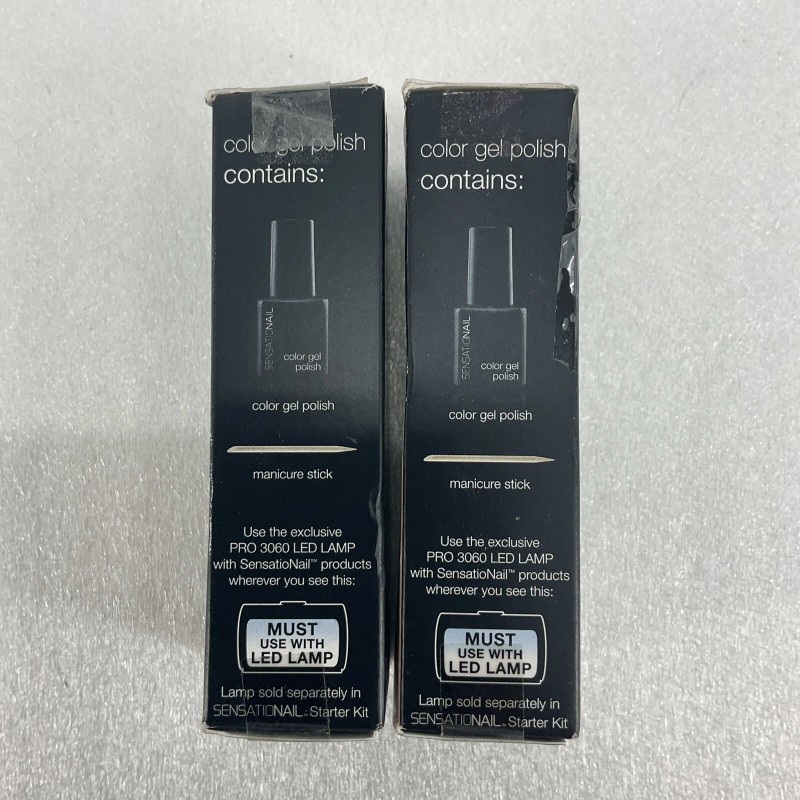 color gel polish
contains:
SENSATIONAIL
color gel
polish
color gel polish
manicure stick
Use the exclusive
PRO 3060 LED LAMP
with SensatioNail™ products
wherever you see this:
MUST
USE WITH
LED LAMP
Lamp sold separately in
SENSATIONAIL™ Starter Kit
color gel polish
contains:
SENSATIONAIL
color gel
polish
color gel polish
manicure stick
Use the exclusive
PRO 3060 LED LAMP
with SensatioNail™ products
wherever you see this:
MUST
USE WITH
LED LAMP
Lamp sold separately in
SENSATIONAIL™ Starter Kit